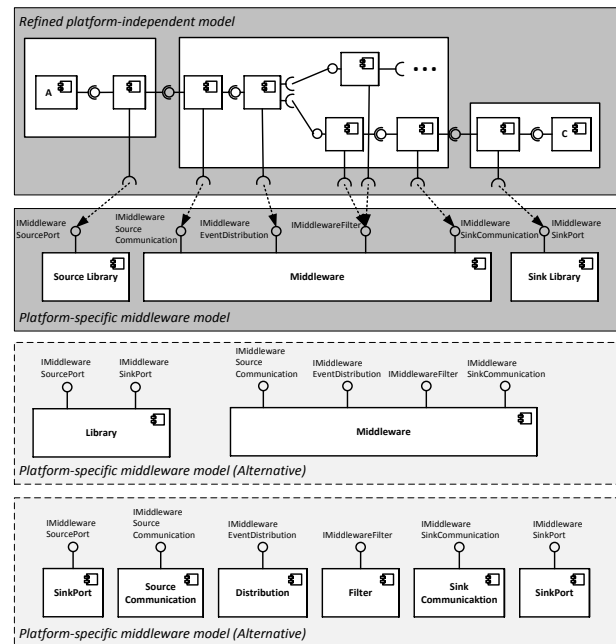 Refined platform-independent model
A
...
C
IMiddleware
SourcePort
IMiddleware
Source
Communication
IMiddleware
EventDistribution
IMiddlewareFilter
IMiddleware
SinkCommunication
IMiddleware
SinkPort
Source Library
Middleware
Sink Library
Platform-specific middleware model
IMiddleware
SourcePort
IMiddleware
SinkPort
IMiddleware
Source
Communication
IMiddleware
EventDistribution
IMiddlewareFilter
IMiddleware
SinkCommunication
Library
Middleware
Platform-specific middleware model (Alternative)
IMiddleware
SourcePort
IMiddleware
Source
Communication
IMiddleware
EventDistribution
IMiddlewareFilter
IMiddleware
SinkCommunication
IMiddleware
SinkPort
SinkPort
Source
Communication
Distribution
Filter
Sink
Communicaktion
SinkPort
Platform-specific middleware model (Alternative)